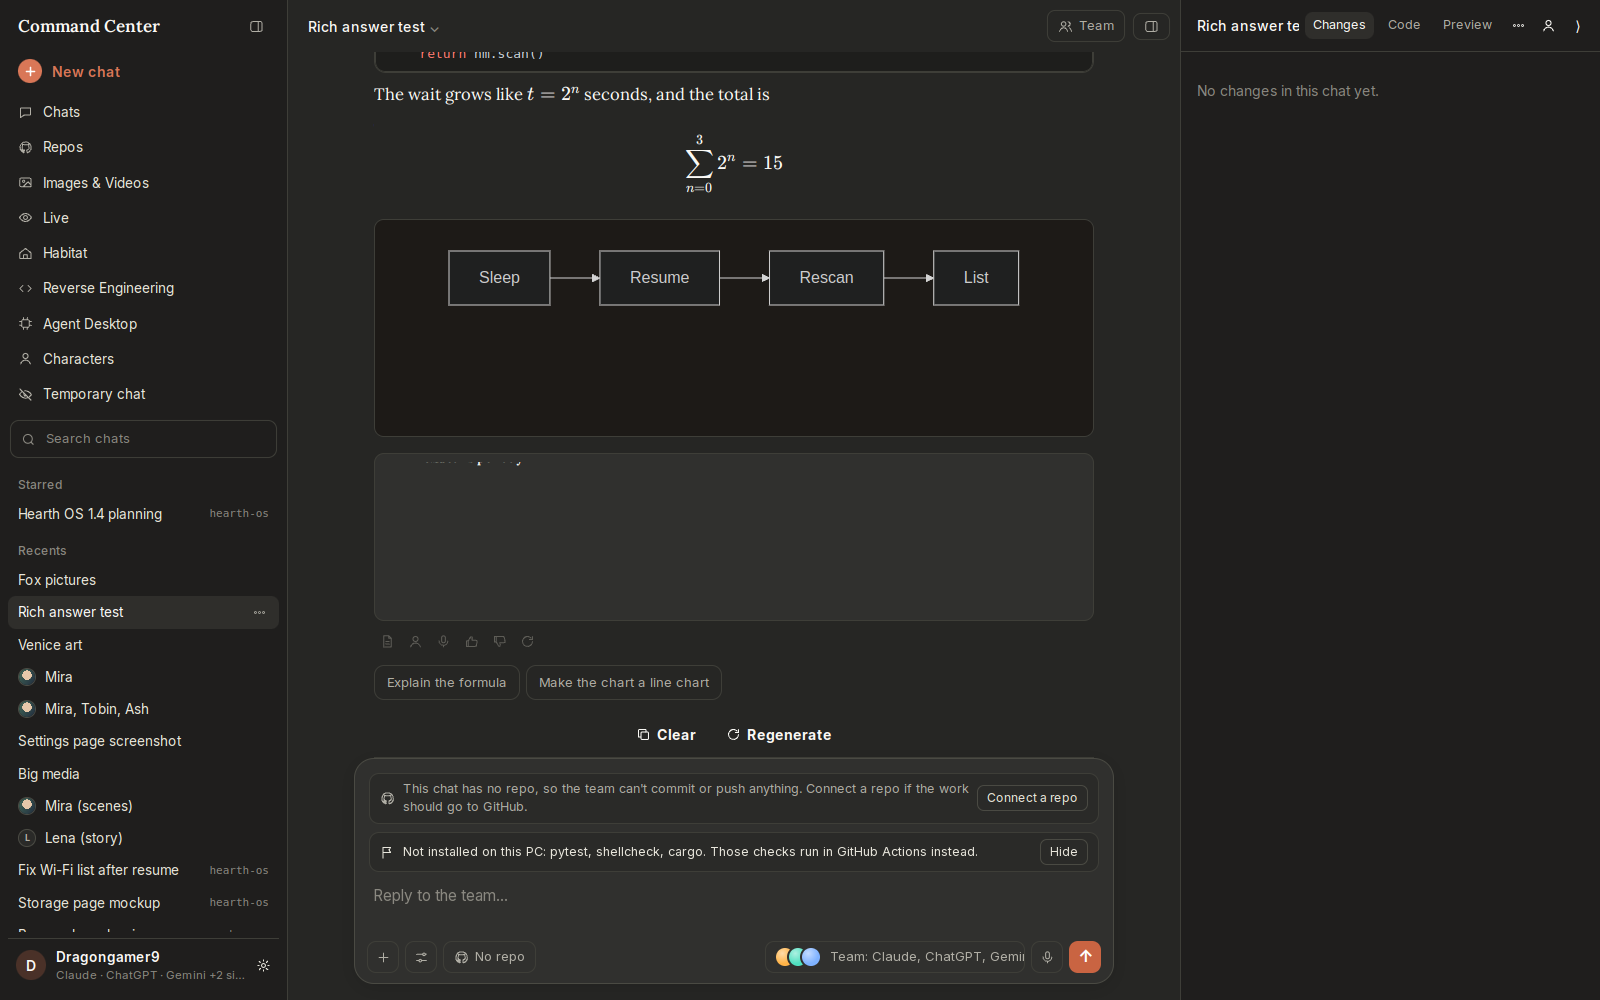 Command Center
New chat
Chats
Repos
Images & Videos
Live
Habitat
Reverse Engineering
Agent Desktop
Characters
Temporary chat
Search chats
Starred
Hearth OS 1.4 planning hearth-os
Recents
Fox pictures
Rich answer test
Venice art
Mira
Mira, Tobin, Ash
Settings page screenshot
Big media
Mira (scenes)
L Lena (story)
Fix Wi-Fi list after resume hearth-os
Storage page mockup hearth-os
D Dragongamer9
Claude · ChatGPT · Gemini +2 si...
Rich answer test
Team
return nm.scan()
The wait grows like t = 2ⁿ seconds, and the total is
3
∑ 2ⁿ = 15
n=0
Sleep Resume Rescan List
Explain the formula Make the chart a line chart
Clear Regenerate
This chat has no repo, so the team can't commit or push anything. Connect a repo if the work
should go to GitHub.
Connect a repo
Not installed on this PC: pytest, shellcheck, cargo. Those checks run in GitHub Actions instead.
Hide
Reply to the team...
No repo
Team: Claude, ChatGPT, Gemi
Rich answer te Changes Code Preview
No changes in this chat yet.